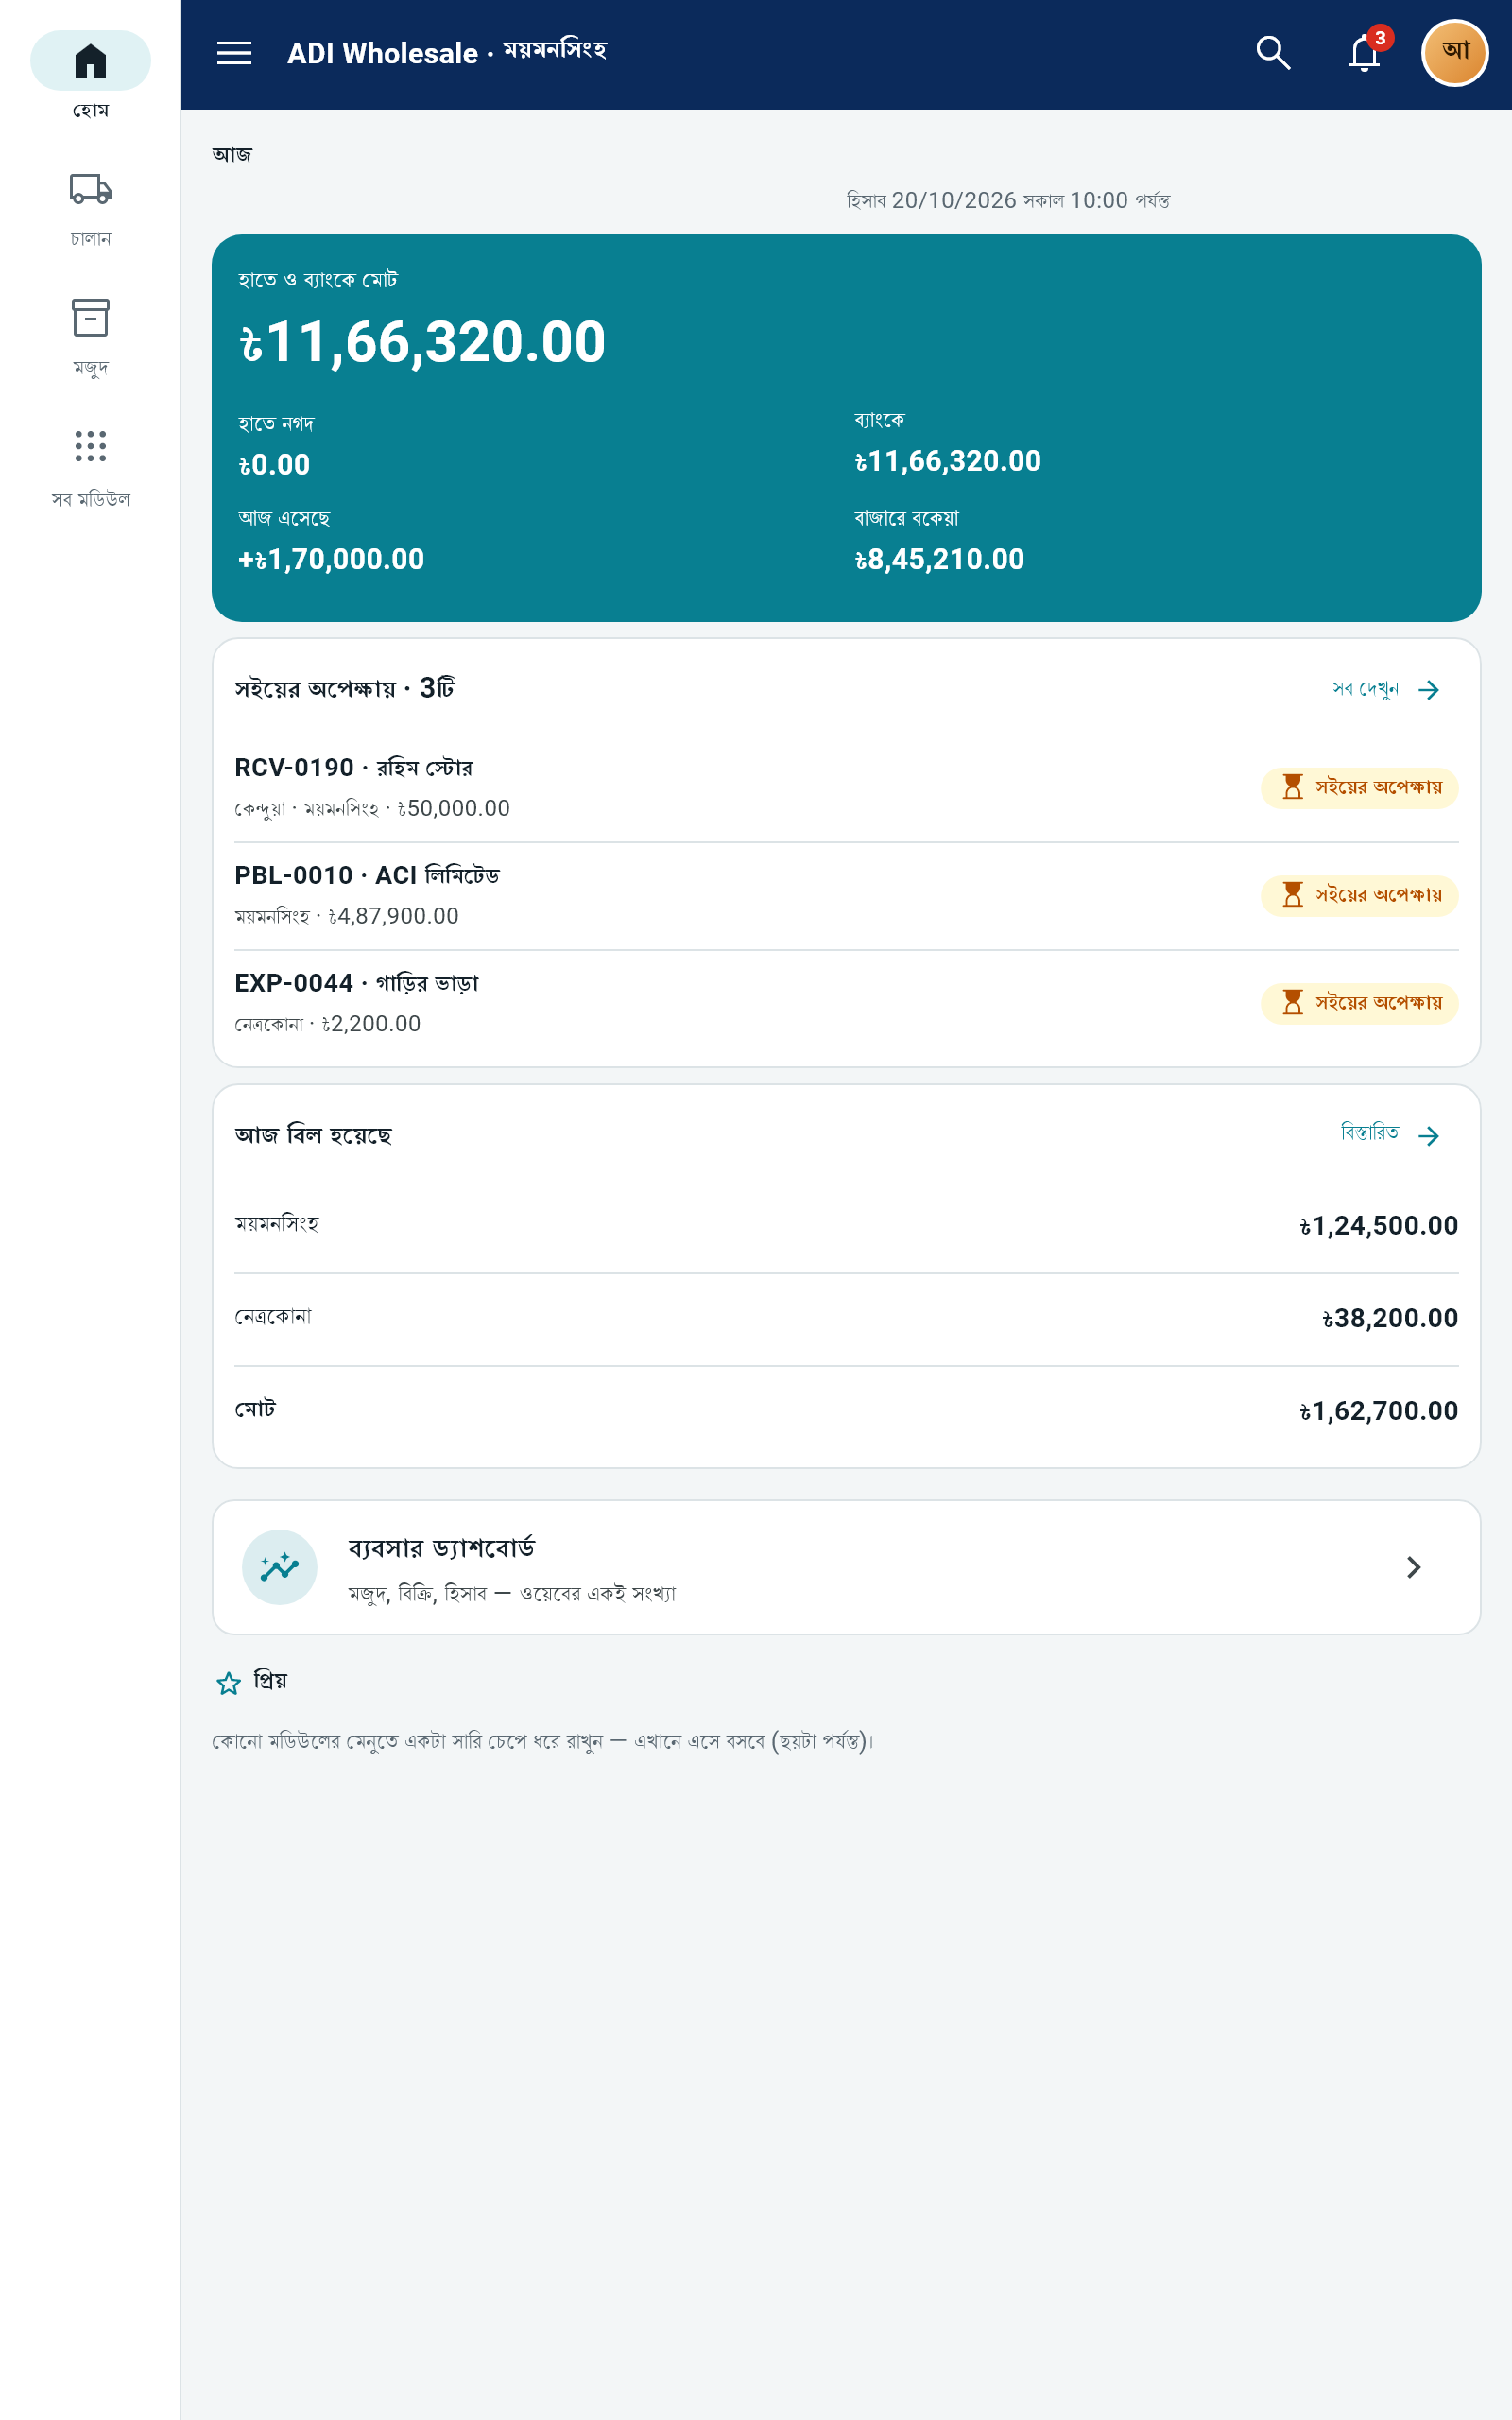 ADI Wholesale · ময়মনসিংহ
3
আ
হোম
চালান
মজুদ
সব মডিউল
আজ
হিসাব 20/10/2026 সকাল 10:00 পর্যন্ত
হাতে ও ব্যাংকে মোট
৳11,66,320.00
হাতে নগদ
৳0.00
ব্যাংকে
৳11,66,320.00
আজ এসেছে
+৳1,70,000.00
বাজারে বকেয়া
৳8,45,210.00
সইয়ের অপেক্ষায় · 3টি
সব দেখুন
RCV-0190 · রহিম স্টোর
কেন্দুয়া · ময়মনসিংহ · ৳50,000.00
সইয়ের অপেক্ষায়
PBL-0010 · ACI লিমিটেড
ময়মনসিংহ · ৳4,87,900.00
সইয়ের অপেক্ষায়
EXP-0044 · গাড়ির ভাড়া
নেত্রকোনা · ৳2,200.00
সইয়ের অপেক্ষায়
আজ বিল হয়েছে
বিস্তারিত
ময়মনসিংহ ৳1,24,500.00
নেত্রকোনা ৳38,200.00
মোট ৳1,62,700.00
ব্যবসার ড্যাশবোর্ড
মজুদ, বিক্রি, হিসাব — ওয়েবের একই সংখ্যা
প্রিয়
কোনো মডিউলের মেনুতে একটা সারি চেপে ধরে রাখুন — এখানে এসে বসবে (ছয়টা পর্যন্ত)।